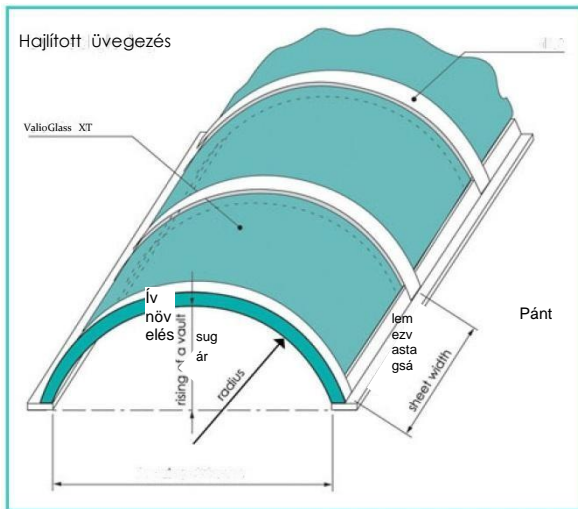 Hajlított üvegezés
ValioGlass XT
Ív
növ
elés
sug
ár
rising of a vault
radius
lem
ezv
asta
gsá
sheet width
Pánt